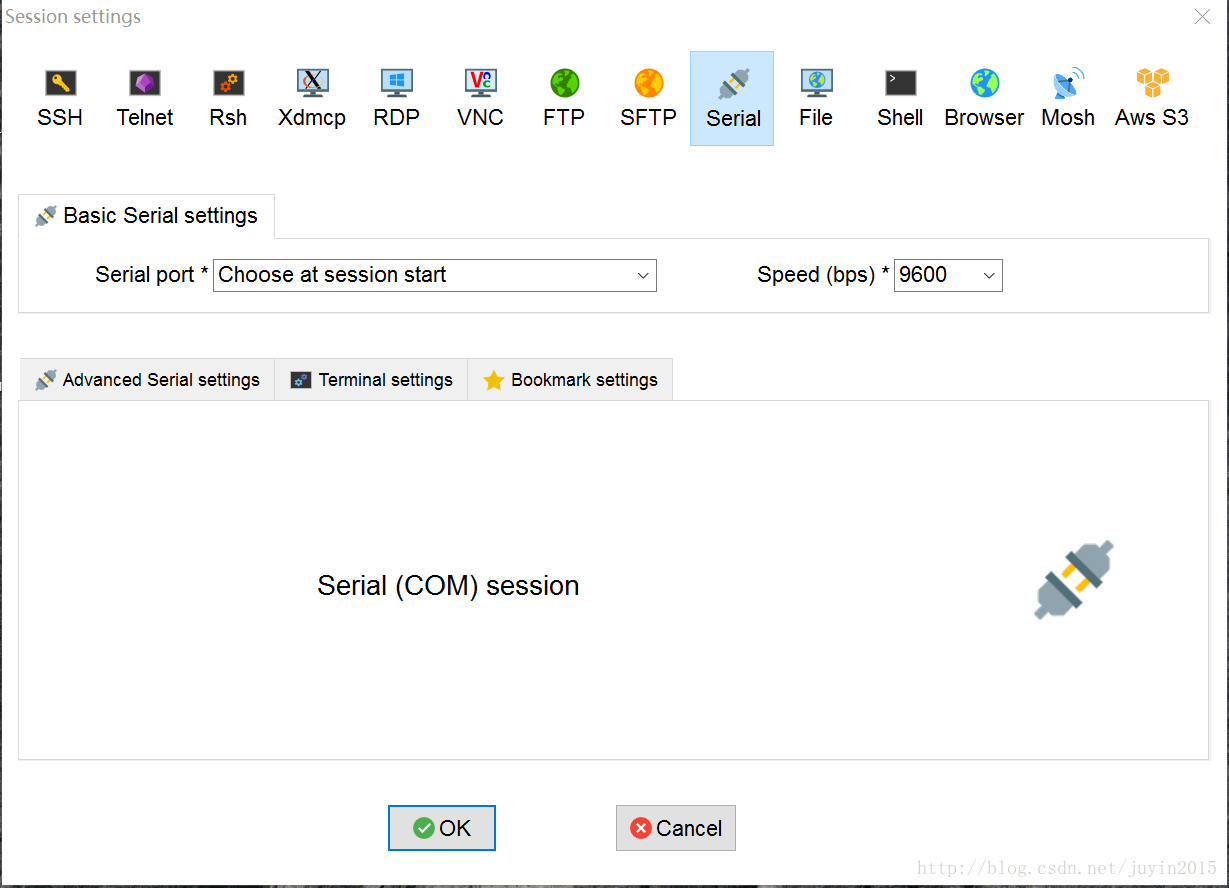 Session settings
SSH Telnet Rsh Xdmcp RDP VNC FTP SFTP Serial File Shell Browser Mosh Aws S3
Basic Serial settings
Serial port * Choose at session start Speed (bps) * 9600
Advanced Serial settings Terminal settings Bookmark settings
Serial (COM) session
OK Cancel
http://blog.csdn.net/juyin2015